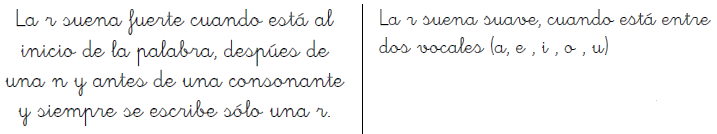 La r suena fuerte cuando está al
inicio de la palabra, despúes de
una n y antes de una consonante
y siempre se escribe sólo una r.
La r suena suave, cuando está entre
dos vocales (a, e , i , o , u)